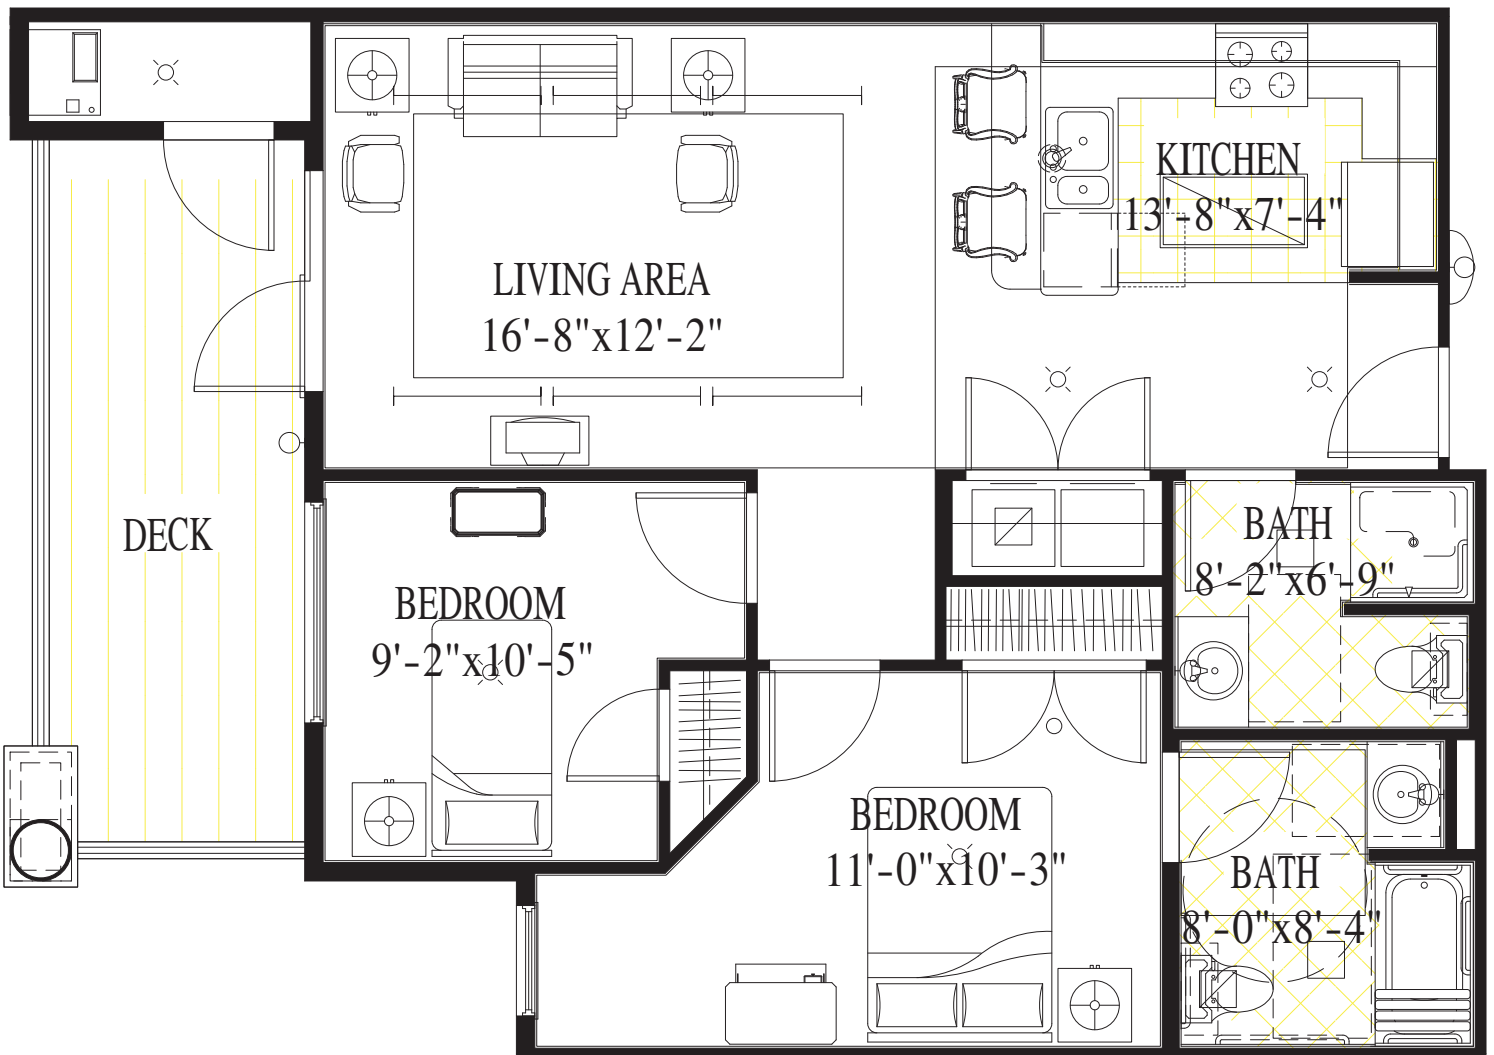 KITCHEN
13'-8"x7'-4"
LIVING AREA
16'-8"x12'-2"
DECK
BATH
8'-2"x6'-9"
BEDROOM
9'-2"x10'-5"
BEDROOM
11'-0"x10'-3"
BATH
8'-0"x8'-4"